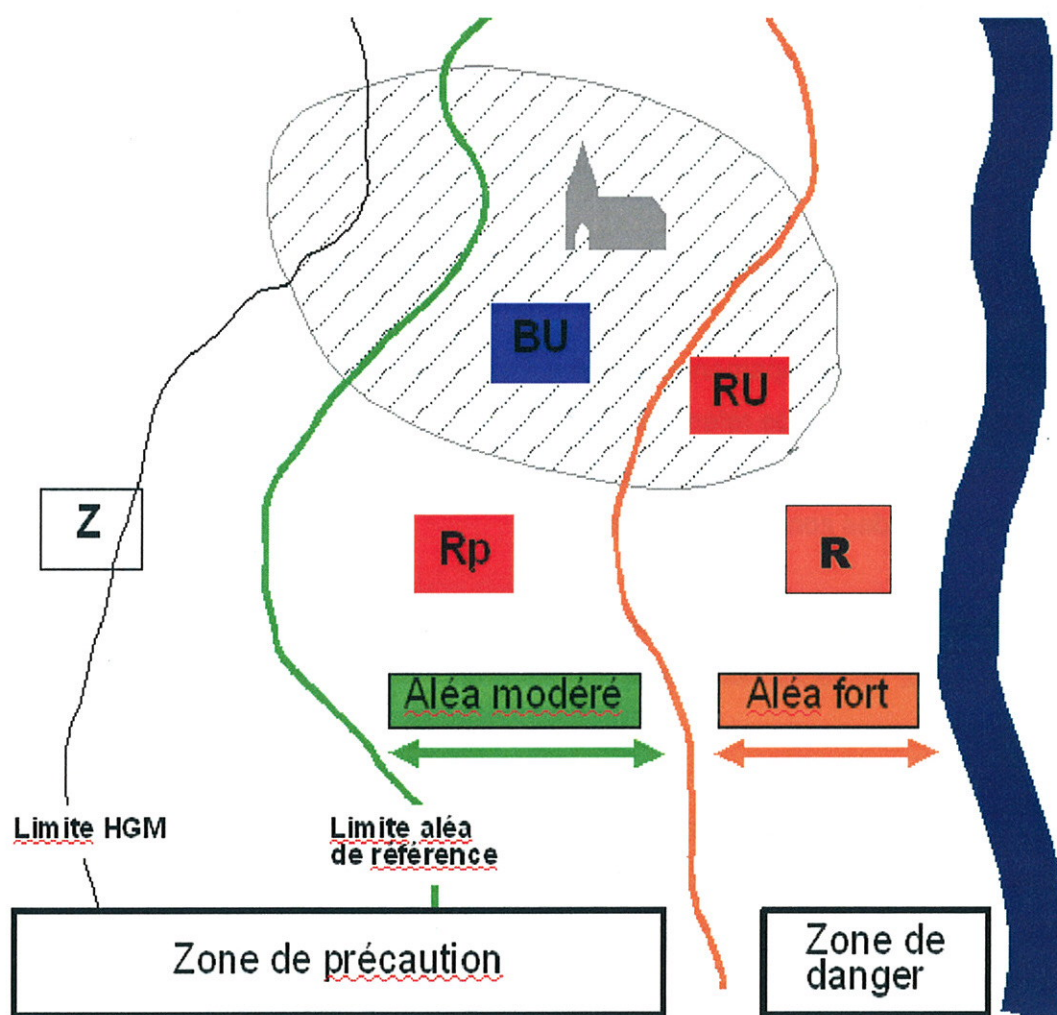 BU
RU
Z
Rp
R
Aléa modéré
Aléa fort
Limite HGM
Limite aléa
de référence
Zone de précaution
Zone de
danger